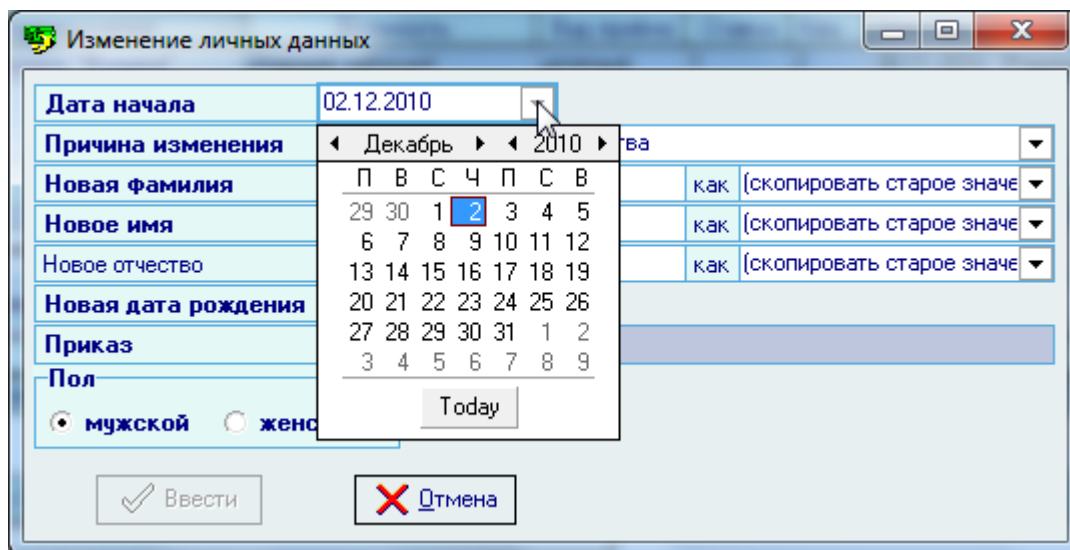 Изменение личных данных
Дата начала 02.12.2010
Причина изменения
Декабрь 2010
Новая фамилия как (скопировать старое значе
П В С Ч П С В
29 30 1 2 3 4 5
Новое имя как (скопировать старое значе
6 7 8 9 10 11 12
Новое отчество как (скопировать старое значе
13 14 15 16 17 18 19
Новая дата рождения
20 21 22 23 24 25 26
27 28 29 30 31 1 2
Приказ
3 4 5 6 7 8 9
Пол
Today
мужской женс
Ввести Отмена